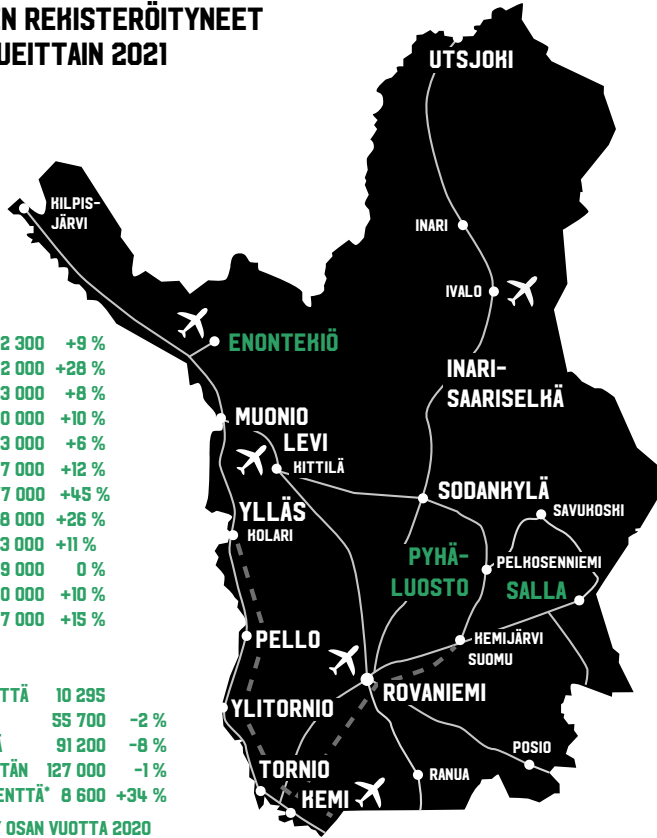 EN REKISTERÖITYNEET
UEITTAIN 2021
UTSJOKI
KILPIS-
JÄRVI
INARI
IVALO
ENONTEKIÖ
INARI-
SAARISELKÄ
MUONIO
LEVI
KITTILÄ
SODANKYLÄ
SAVUKOSKI
YLLÄS
KOLARI
PYHÄ-
LUOSTO
PELKOSENNIEMI
SALLA
PELLO
KEMIJÄRVI
SUOMU
ROVANIEMI
YLITORNIO
POSIO
TORNIO
RANUA
KEMI
2 300 +9 %
2 000 +28 %
3 000 +8 %
0 000 +10 %
3 000 +6 %
7 000 +12 %
7 000 +45 %
8 000 +26 %
3 000 +11 %
9 000 0 %
0 000 +10 %
7 000 +15 %
TTÄ 10 295
55 700 -2 %
Ä 91 200 -8 %
TÄN 127 000 -1 %
ENTTÄ* 8 600 +34 %
OSAN VUOTTA 2020